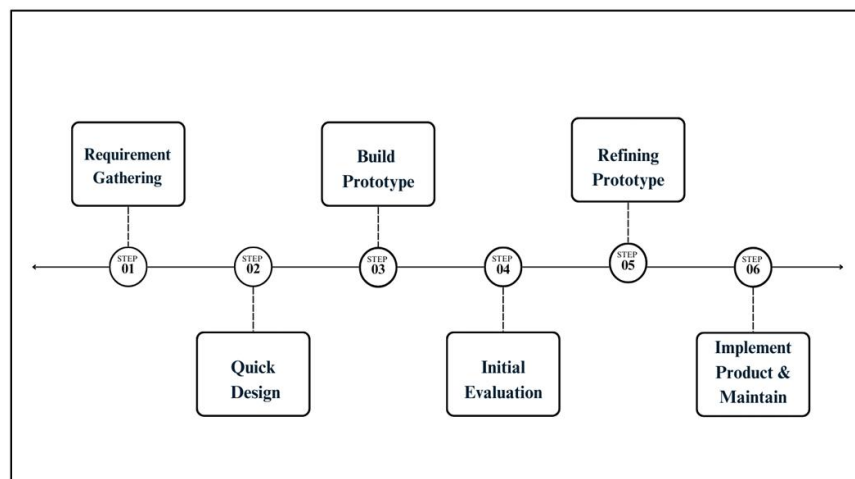 Requirement
Gathering
STEP
01
Quick
Design
STEP
02
Build
Prototype
STEP
03
Initial
Evaluation
STEP
04
Refining
Prototype
STEP
05
Implement
Product &
Maintain
STEP
06